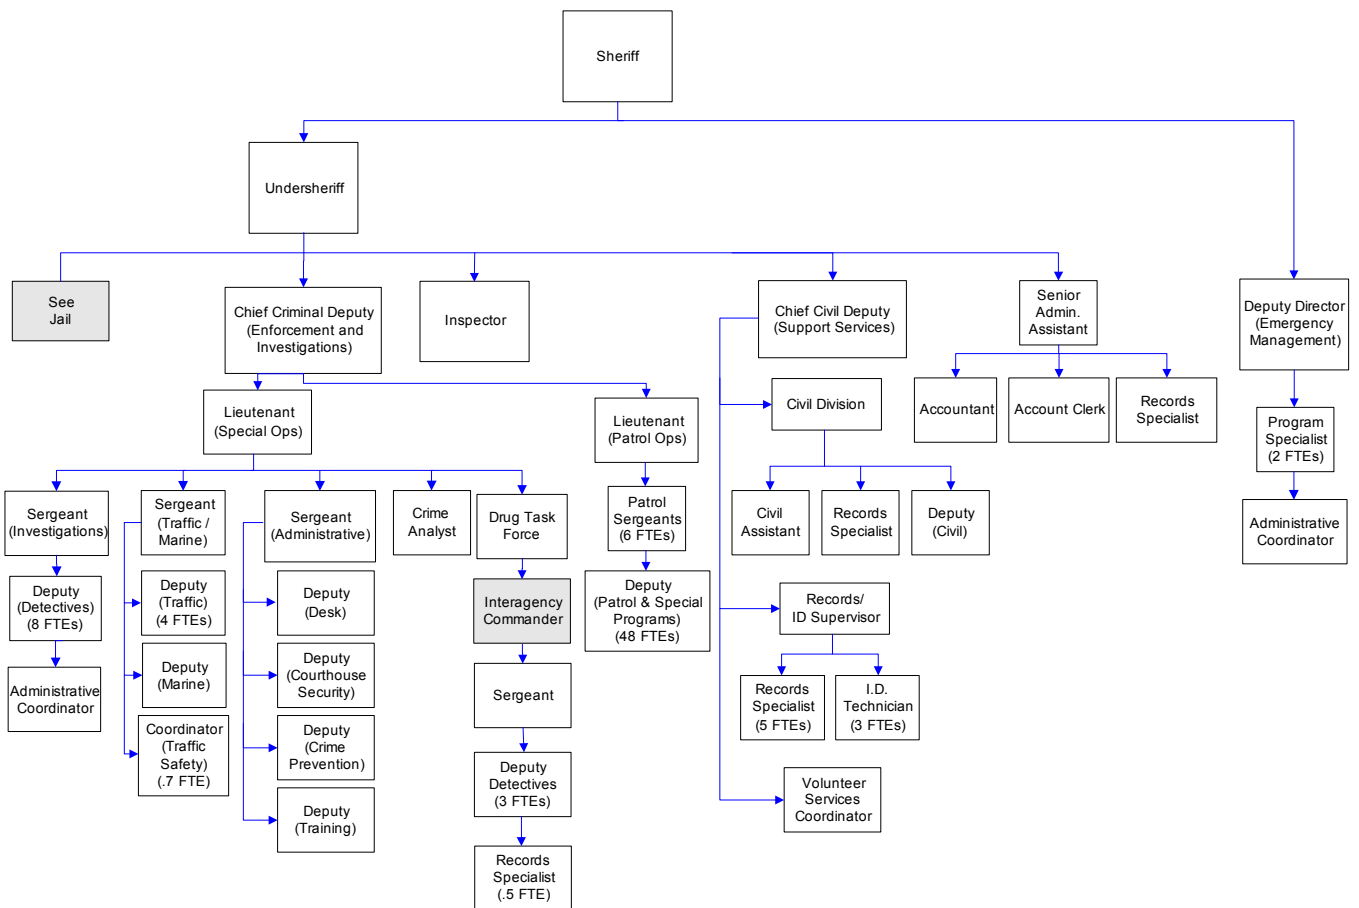 Sheriff
Undersheriff
See
Jail
Chief Criminal Deputy
(Enforcement and
Investigations)
Inspector
Chief Civil Deputy
(Support Services)
Senior
Admin.
Assistant
Deputy Director
(Emergency
Management)
Lieutenant
(Special Ops)
Lieutenant
(Patrol Ops)
Civil Division
Accountant
Account Clerk
Records
Specialist
Program
Specialist
(2 FTEs)
Sergeant
(Investigations)
Sergeant
(Traffic /
Marine)
Sergeant
(Administrative)
Crime
Analyst
Drug Task
Force
Patrol
Sergeants
(6 FTEs)
Civil
Assistant
Records
Specialist
Deputy
(Civil)
Administrative
Coordinator
Deputy
(Detectives)
(8 FTEs)
Deputy
(Traffic)
(4 FTEs)
Deputy
(Desk)
Interagency
Commander
Deputy
(Patrol & Special
Programs)
(48 FTEs)
Records/
ID Supervisor
Administrative
Coordinator
Deputy
(Marine)
Deputy
(Courthouse
Security)
Sergeant
Records
Specialist
(5 FTEs)
I.D.
Technician
(3 FTEs)
Coordinator
(Traffic
Safety)
(.7 FTE)
Deputy
(Crime
Prevention)
Deputy
Detectives
(3 FTEs)
Volunteer
Services
Coordinator
Deputy
(Training)
Records
Specialist
(.5 FTE)